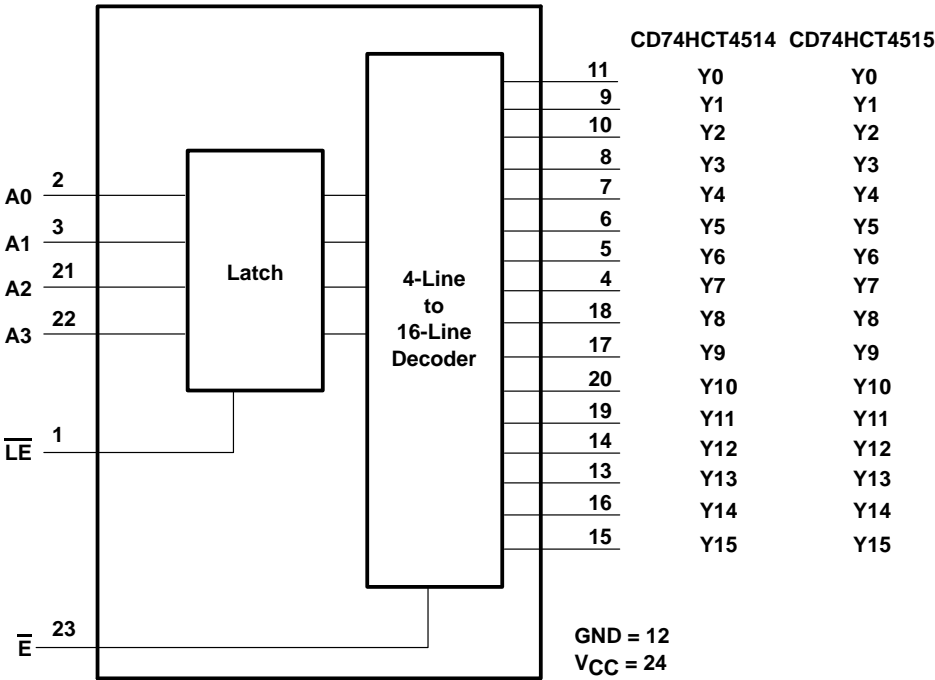 CD74HCT4514 CD74HCT4515
11 Y0 Y0
9 Y1 Y1
10 Y2 Y2
8 Y3 Y3
7 Y4 Y4
6 Y5 Y5
5 Y6 Y6
4 Y7 Y7
18 Y8 Y8
17 Y9 Y9
20 Y10 Y10
19 Y11 Y11
14 Y12 Y12
13 Y13 Y13
16 Y14 Y14
15 Y15 Y15
A0 2
A1 3
A2 21
A3 22
L̅E̅ 1
E̅ 23
Latch
4-Line
to
16-Line
Decoder
GND = 12
VCC = 24